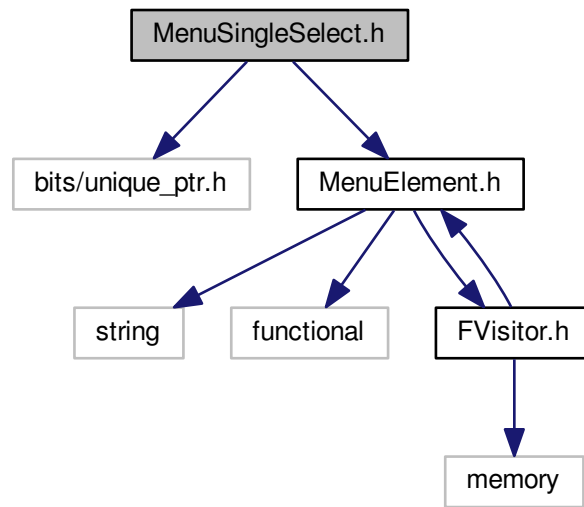 MenuSingleSelect.h
bits/unique_ptr.h
MenuElement.h
string
functional
FVisitor.h
memory